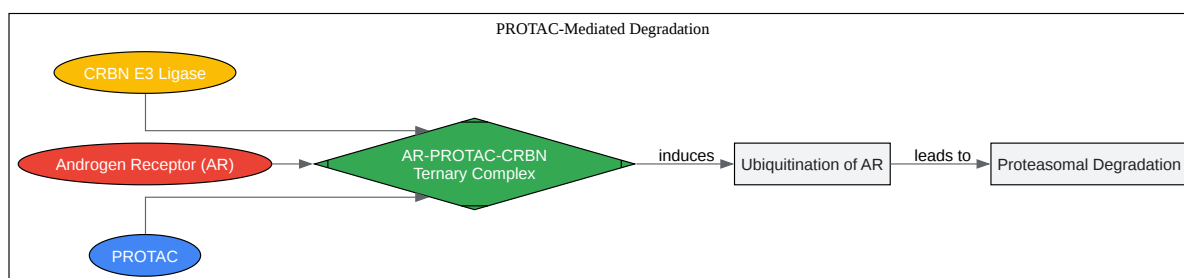 PROTAC-Mediated Degradation
CRBN E3 Ligase
Androgen Receptor (AR)
AR-PROTAC-CRBN
Ternary Complex
induces
Ubiquitination of AR
leads to
Proteasomal Degradation
PROTAC